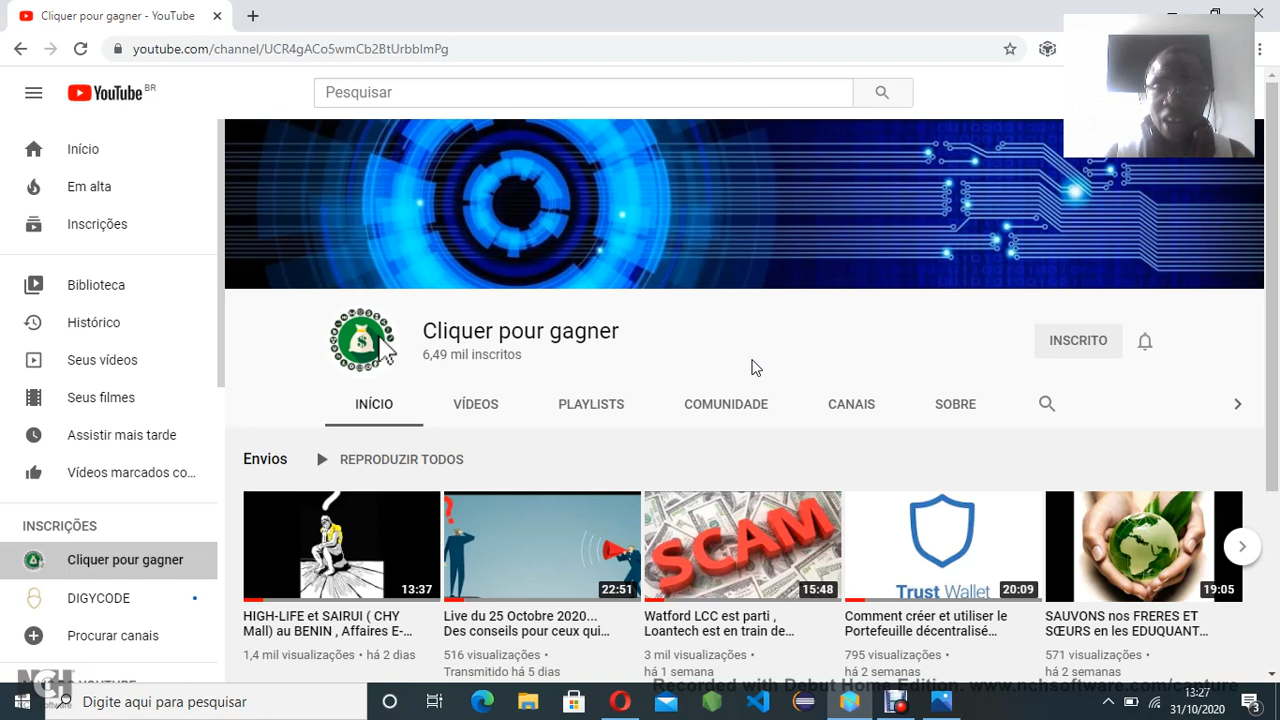 Cliquer pour gagner - YouTube
youtube.com/channel/UCR4gACo5wmCb2BtUrbbImPg
YouTube BR
Pesquisar
Início
Em alta
Inscrições
Biblioteca
Histórico
Seus vídeos
Seus filmes
Assistir mais tarde
Vídeos marcados co...
INSCRIÇÕES
Cliquer pour gagner
DIGYCODE
Procurar canais
Cliquer pour gagner
6,49 mil inscritos
INSCRITO
INÍCIO
VÍDEOS
PLAYLISTS
COMUNIDADE
CANAIS
SOBRE
Envios
REPRODUZIR TODOS
13:37
HIGH-LIFE et SAIRUI ( CHY
Mall) au BENIN , Affaires E-...
1,4 mil visualizações • há 2 dias
22:51
Live du 25 Octobre 2020...
Des conseils pour ceux qui...
516 visualizações •
Transmitido há 5 dias
SCAM
15:48
Watford LCC est parti ,
Loantech est en train de...
3 mil visualizações •
há 1 semana
Trust Wallet
20:09
Comment créer et utiliser le
Portefeuille décentralisé...
795 visualizações •
há 2 semanas
19:05
SAUVONS nos FRERES ET
SŒURS en les EDUQUANT...
571 visualizações •
há 2 semanas
NCH
Recorded with Debut Home Edition. www.nchsoftware.com/capture
Digite aqui para pesquisar
13:27
31/10/2020
3